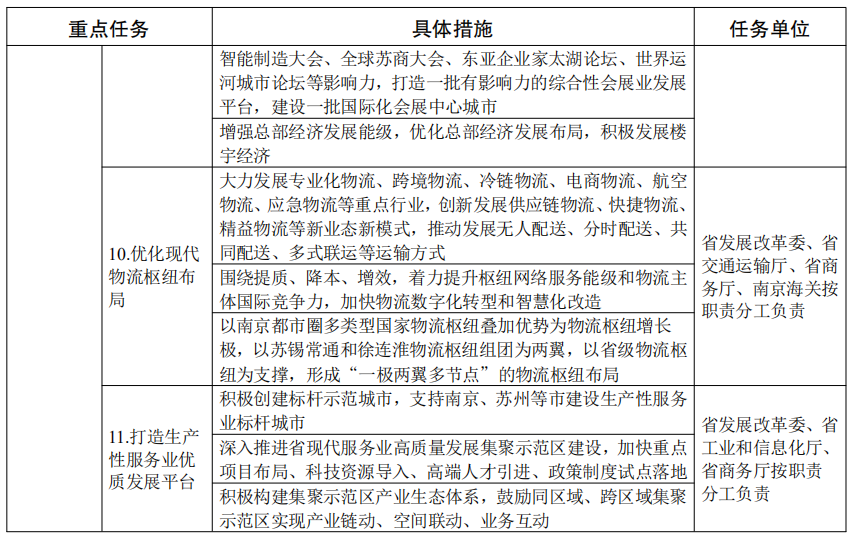 重点任务
具体措施
任务单位
智能制造大会、全球苏商大会、东亚企业家太湖论坛、世界运
河城市论坛等影响力，打造一批有影响力的综合性会展业发展
平台，建设一批国际化会展中心城市
增强总部经济发展能级，优化总部经济发展布局，积极发展楼
宇经济
10.优化现代
物流枢纽布
局
大力发展专业化物流、跨境物流、冷链物流、电商物流、航空
物流、应急物流等重点行业，创新发展供应链物流、快捷物流、
精益物流等新业态新模式，推动发展无人配送、分时配送、共
同配送、多式联运等运输方式
围绕提质、降本、增效，着力提升枢纽网络服务能级和物流主
体国际竞争力，加快物流数字化转型和智慧化改造
以南京都市圈多类型国家物流枢纽叠加优势为物流枢纽增长
极，以苏锡常通和徐连淮物流枢纽组团为两翼，以省级物流枢
纽为支撑，形成“一极两翼多节点”的物流枢纽布局
省发展改革委、省
交通运输厅、省商
务厅、南京海关按
职责分工负责
11.打造生产
性服务业优
质发展平台
积极创建标杆示范城市，支持南京、苏州等市建设生产性服务
业标杆城市
深入推进省现代服务业高质量发展集聚示范区建设，加快重点
项目布局、科技资源导入、高端人才引进、政策制度试点落地
积极构建集聚示范区产业生态体系，鼓励同区域、跨区域集聚
示范区实现产业链动、空间联动、业务互动
省发展改革委、省
工业和信息化厅、
省商务厅按职责
分工负责